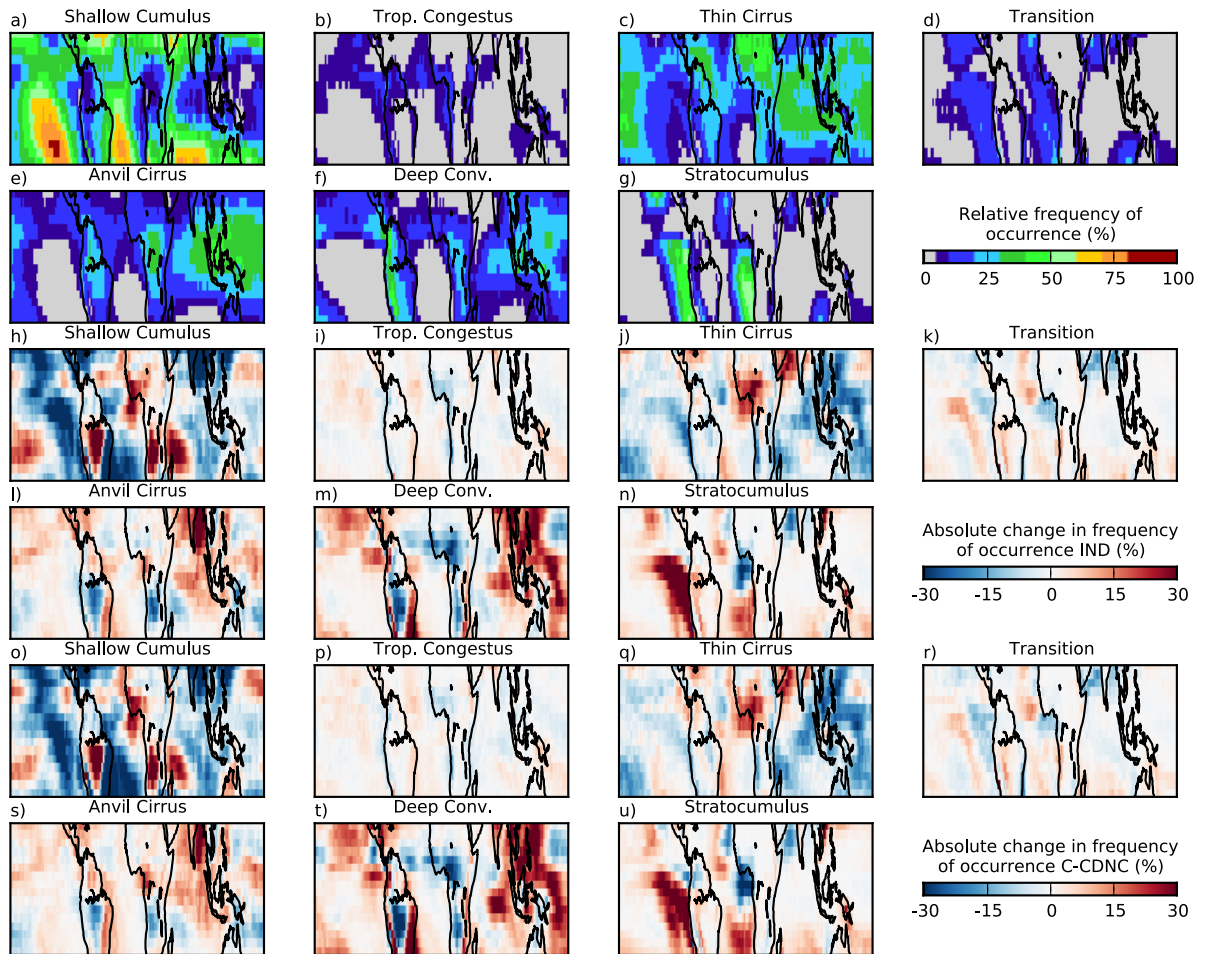 a) Shallow Cumulus
b) Trop. Congestus
c) Thin Cirrus
d) Transition
e) Anvil Cirrus
f) Deep Conv.
g) Stratocumulus
Relative frequency of
occurrence (%)
0 25 50 75 100
h) Shallow Cumulus
i) Trop. Congestus
j) Thin Cirrus
k) Transition
l) Anvil Cirrus
m) Deep Conv.
n) Stratocumulus
Absolute change in frequency
of occurrence IND (%)
-30 -15 0 15 30
o) Shallow Cumulus
p) Trop. Congestus
q) Thin Cirrus
r) Transition
s) Anvil Cirrus
t) Deep Conv.
u) Stratocumulus
Absolute change in frequency
of occurrence C-CDNC (%)
-30 -15 0 15 30